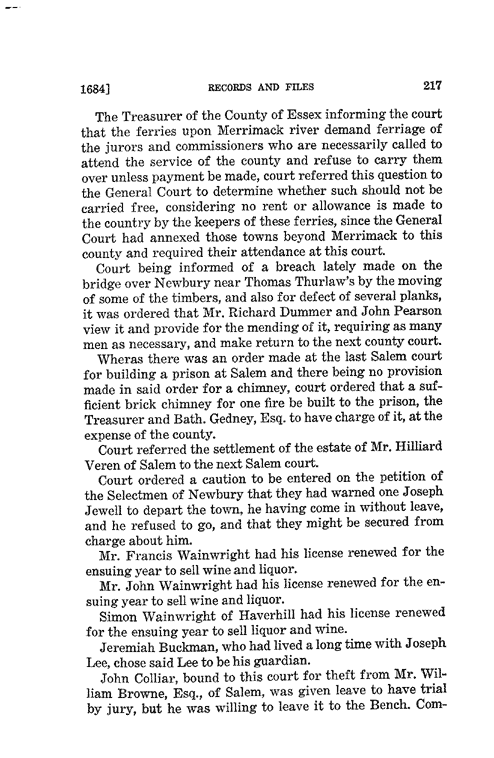 1684] RECORDS AND FILES 217
The Treasurer of the County of Essex informing the court
that the ferries upon Merrimack river demand ferriage of
the jurors and commissioners who are necessarily called to
attend the service of the county and refuse to carry them
over unless payment be made, court referred this question to
the General Court to determine whether such should not be
carried free, considering no rent or allowance is made to
the country by the keepers of these ferries, since the General
Court had annexed those towns beyond Merrimack to this
county and required their attendance at this court.
Court being informed of a breach lately made on the
bridge over Newbury near Thomas Thurlaw's by the moving
of some of the timbers, and also for defect of several planks,
it was ordered that Mr. Richard Dummer and John Pearson
view it and provide for the mending of it, requiring as many
men as necessary, and make return to the next county court.
Wheras there was an order made at the last Salem court
for building a prison at Salem and there being no provision
made in said order for a chimney, court ordered that a suf-
ficient brick chimney for one fire be built to the prison, the
Treasurer and Bath. Gedney, Esq. to have charge of it, at the
expense of the county.
Court referred the settlement of the estate of Mr. Hilliard
Veren of Salem to the next Salem court.
Court ordered a caution to be entered on the petition of
the Selectmen of Newbury that they had warned one Joseph
Jewell to depart the town, he having come in without leave,
and he refused to go, and that they might be secured from
charge about him.
Mr. Francis Wainwright had his license renewed for the
ensuing year to sell wine and liquor.
Mr. John Wainwright had his license renewed for the en-
suing year to sell wine and liquor.
Simon Wainwright of Haverhill had his license renewed
for the ensuing year to sell liquor and wine.
Jeremiah Buckman, who had lived a long time with Joseph
Lee, chose said Lee to be his guardian.
John Colliar, bound to this court for theft from Mr. Wil-
liam Browne, Esq., of Salem, was given leave to have trial
by jury, but he was willing to leave it to the Bench. Com-